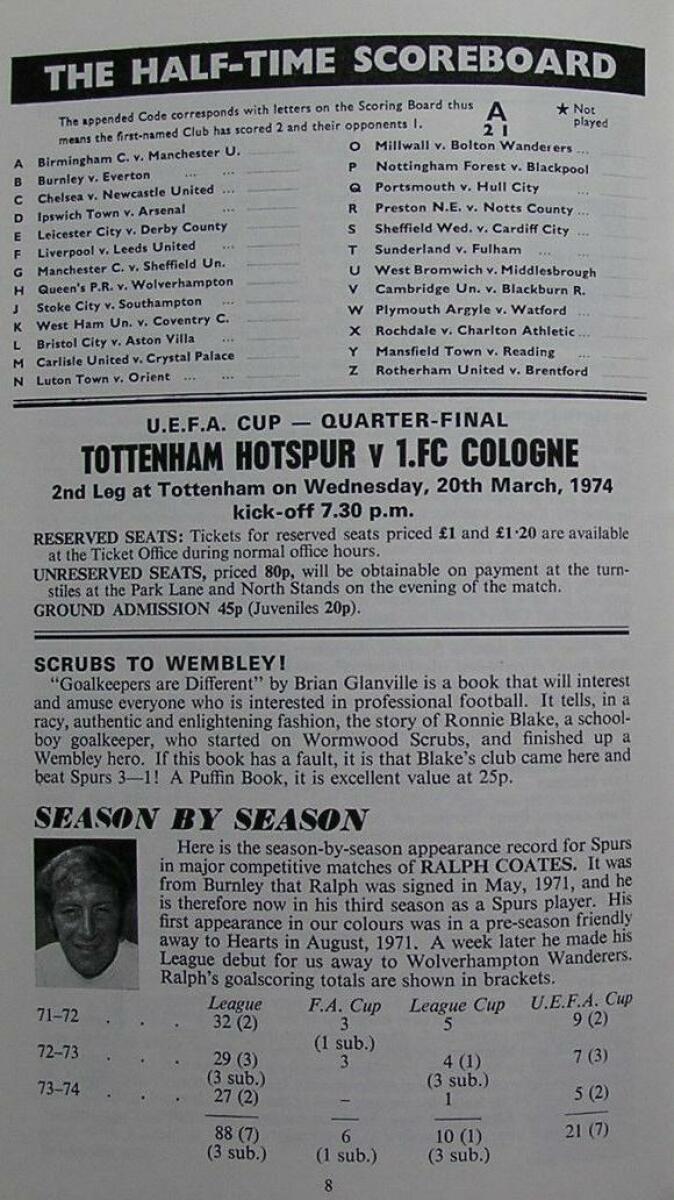 THE HALF-TIME SCOREBOARD
The appended Code corresponds with letters on the Scoring Board thus
means the first-named Club has scored 2 and their opponents 1.
A
2 1
★ Not
played
A Birmingham C. v. Manchester U.
B Burnley v. Everton ... ...
C Chelsea v. Newcastle United ...
D Ipswich Town v. Arsenal ...
E Leicester City v. Derby County
F Liverpool v. Leeds United ...
G Manchester C. v. Sheffield Un.
H Queen's P.R. v. Wolverhampton
J Stoke City v. Southampton ...
K West Ham Un. v. Coventry C.
L Bristol City v. Aston Villa ...
M Carlisle United v. Crystal Palace
N Luton Town v. Orient ... ...
O Millwall v. Bolton Wanderers ...
P Nottingham Forest v. Blackpool
Q Portsmouth v. Hull City ...
R Preston N.E. v. Notts County ...
S Sheffield Wed. v. Cardiff City ...
T Sunderland v. Fulham ... ...
U West Bromwich v. Middlesbrough
V Cambridge Un. v. Blackburn R.
W Plymouth Argyle v. Watford ...
X Rochdale v. Charlton Athletic ...
Y Mansfield Town v. Reading ...
Z Rotherham United v. Brentford
U.E.F.A. CUP — QUARTER-FINAL
TOTTENHAM HOTSPUR V 1.FC COLOGNE
2nd Leg at Tottenham on Wednesday, 20th March, 1974
kick-off 7.30 p.m.
RESERVED SEATS: Tickets for reserved seats priced £1 and £1·20 are available
at the Ticket Office during normal office hours.
UNRESERVED SEATS, priced 80p, will be obtainable on payment at the turn-
stiles at the Park Lane and North Stands on the evening of the match.
GROUND ADMISSION 45p (Juveniles 20p).
SCRUBS TO WEMBLEY!
"Goalkeepers are Different" by Brian Glanville is a book that will interest
and amuse everyone who is interested in professional football. It tells, in a
racy, authentic and enlightening fashion, the story of Ronnie Blake, a school-
boy goalkeeper, who started on Wormwood Scrubs, and finished up a
Wembley hero. If this book has a fault, it is that Blake's club came here and
beat Spurs 3—1! A Puffin Book, it is excellent value at 25p.
SEASON BY SEASON
Here is the season-by-season appearance record for Spurs
in major competitive matches of RALPH COATES. It was
from Burnley that Ralph was signed in May, 1971, and he
is therefore now in his third season as a Spurs player. His
first appearance in our colours was in a pre-season friendly
away to Hearts in August, 1971. A week later he made his
League debut for us away to Wolverhampton Wanderers.
Ralph's goalscoring totals are shown in brackets.
League F.A. Cup League Cup U.E.F.A. Cup
71–72 . . . 32 (2) 3 5 9 (2)
(1 sub.)
72–73 . . . 29 (3) 3 4 (1) 7 (3)
(3 sub.) (3 sub.)
73–74 . . . 27 (2) – 1 5 (2)
88 (7) 6 10 (1) 21 (7)
(3 sub.) (1 sub.) (3 sub.)
8